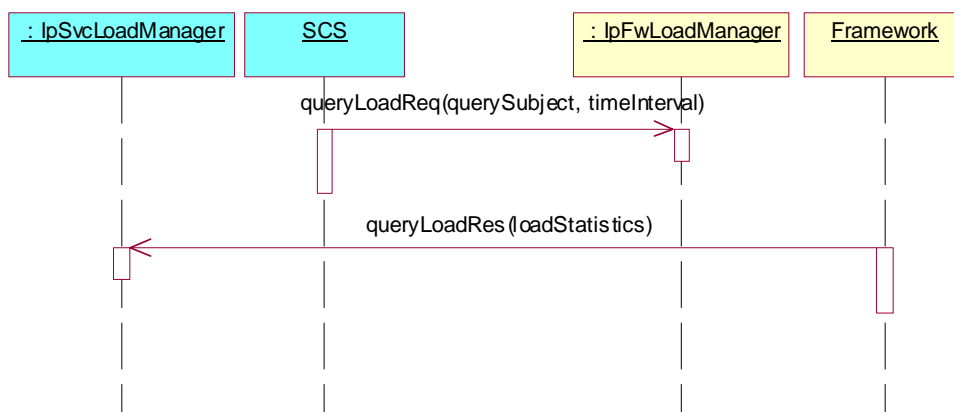 : IpSvcLoadManager
SCS
: IpFwLoadManager
Framework
queryLoadReq(querySubject, timeInterval)
queryLoadRes(loadStatistics)